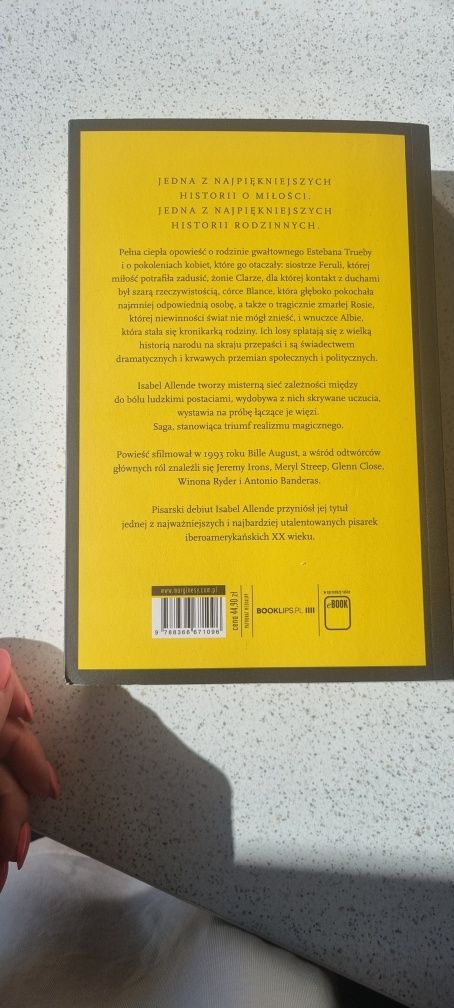 JEDNA Z NAJPIĘKNIEJSZYCH
HISTORII O MIŁOŚCI.
JEDNA Z NAJPIĘKNIEJSZYCH
HISTORII RODZINNYCH.
Pełna ciepła opowieść o rodzinie gwałtownego Estebana Trueby
i o pokoleniach kobiet, które go otaczały: siostrze Feruli, której
miłość potrafiła zadusić, żonie Clarze, dla której kontakt z duchami
był szarą rzeczywistością, córce Blance, która głęboko pokochała
najmniej odpowiednią osobę, a także o tragicznie zmarłej Rosie,
której niewinności świat nie mógł znieść, i wnuczce Albie,
która stała się kronikarką rodziny. Ich losy splatają się z wielką
historią narodu na skraju przepaści i są świadectwem
dramatycznych i krwawych przemian społecznych i politycznych.
Isabel Allende tworzy misterną sieć zależności między
do bólu ludzkimi postaciami, wydobywa z nich skrywane uczucia,
wystawia na próbę łączące je więzi.
Saga, stanowiąca triumf realizmu magicznego.
Powieść sfilmował w 1993 roku Bille August, a wśród odtwórców
głównych ról znaleźli się Jeremy Irons, Meryl Streep, Glenn Close,
Winona Ryder i Antonio Banderas.
Pisarski debiut Isabel Allende przyniósł jej tytuł
jednej z najważniejszych i najbardziej utalentowanych pisarek
iberoamerykańskich XX wieku.
www.marginesy.com.pl
9 788366 671096
cena 44,90 zł
BOOKLIPS.PL
eBOOK